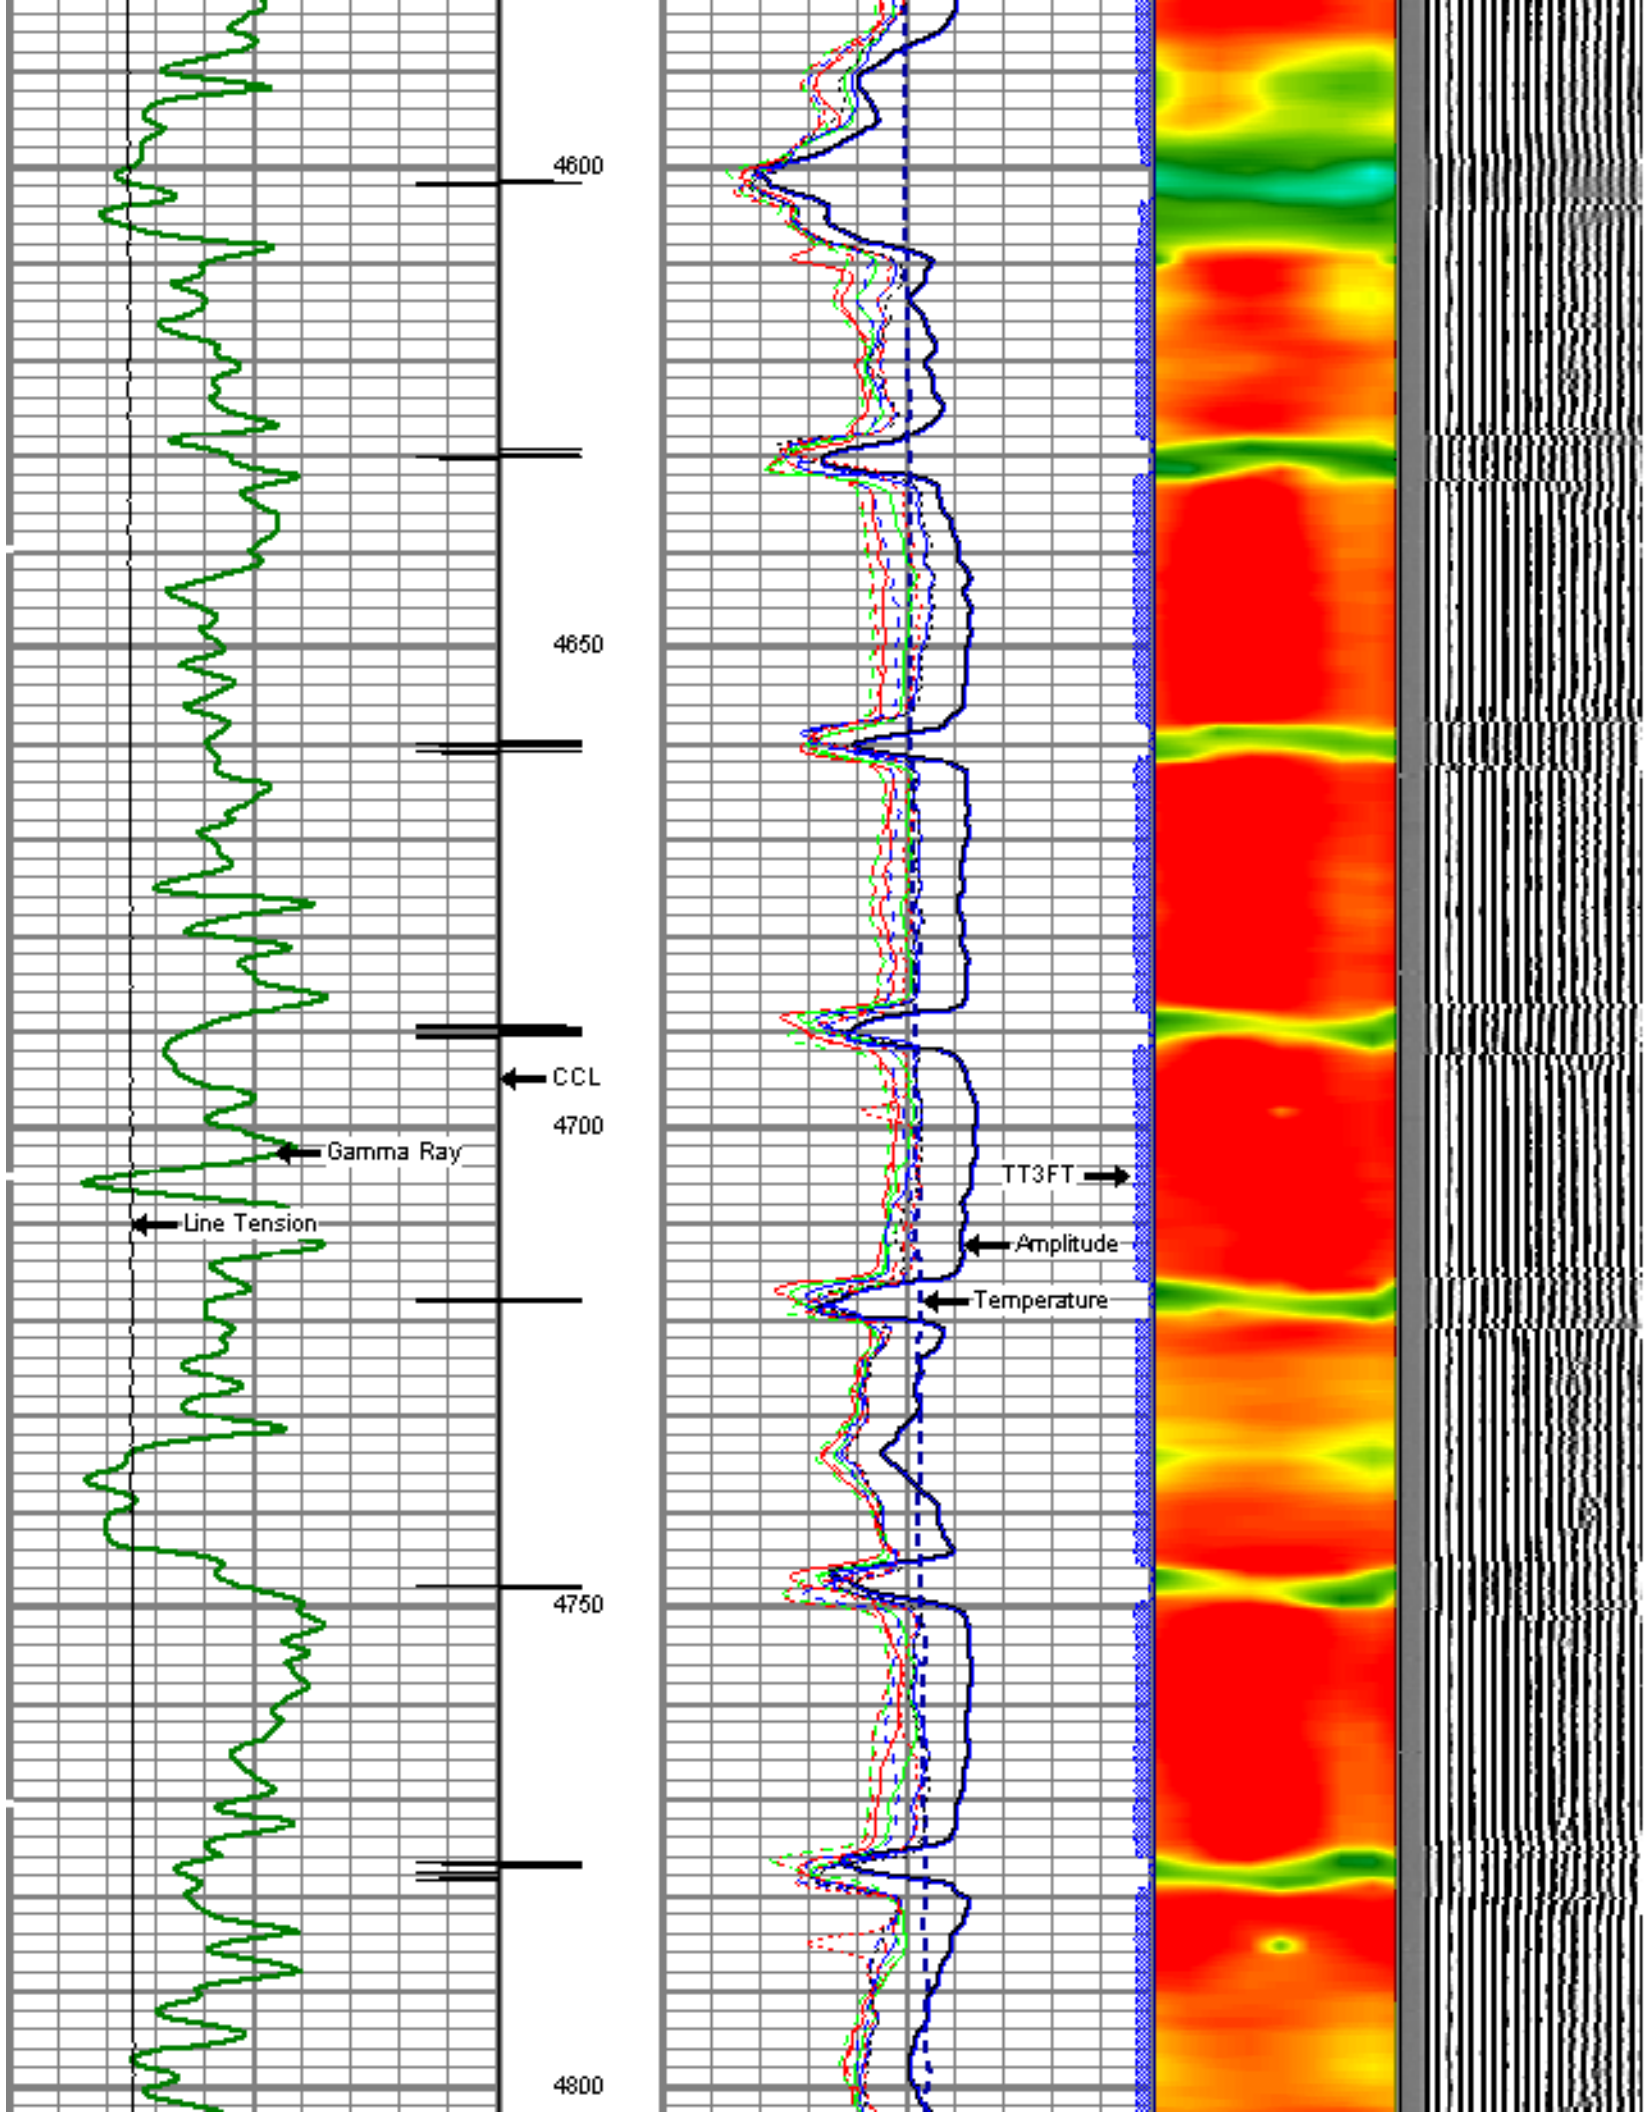 4600
4650
CCL
4700
Gamma Ray
TT3FT
Line Tension
Amplitude
Temperature
4750
4800